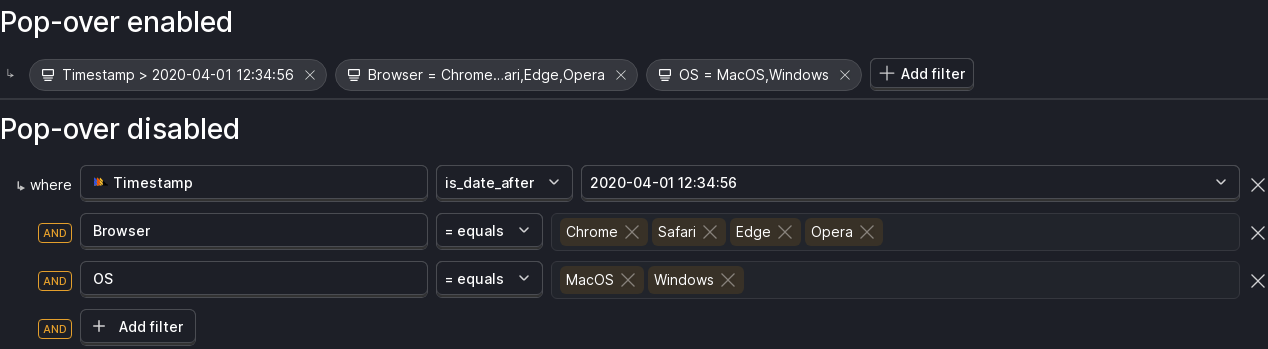 Pop-over enabled
Timestamp > 2020-04-01 12:34:56 Browser = Chrome...ari,Edge,Opera OS = MacOS,Windows Add filter
Pop-over disabled
where Timestamp is_date_after 2020-04-01 12:34:56
AND Browser = equals Chrome Safari Edge Opera
AND OS = equals MacOS Windows
AND + Add filter